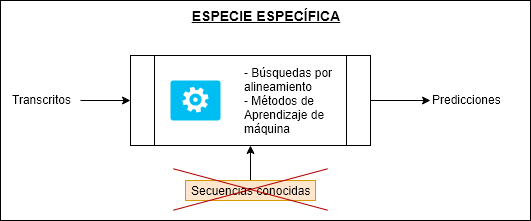 ESPECIE ESPECÍFICA
Transcritos
- Búsquedas por
alineamiento
- Métodos de
Aprendizaje de
máquina
Predicciones
Secuencias conocidas